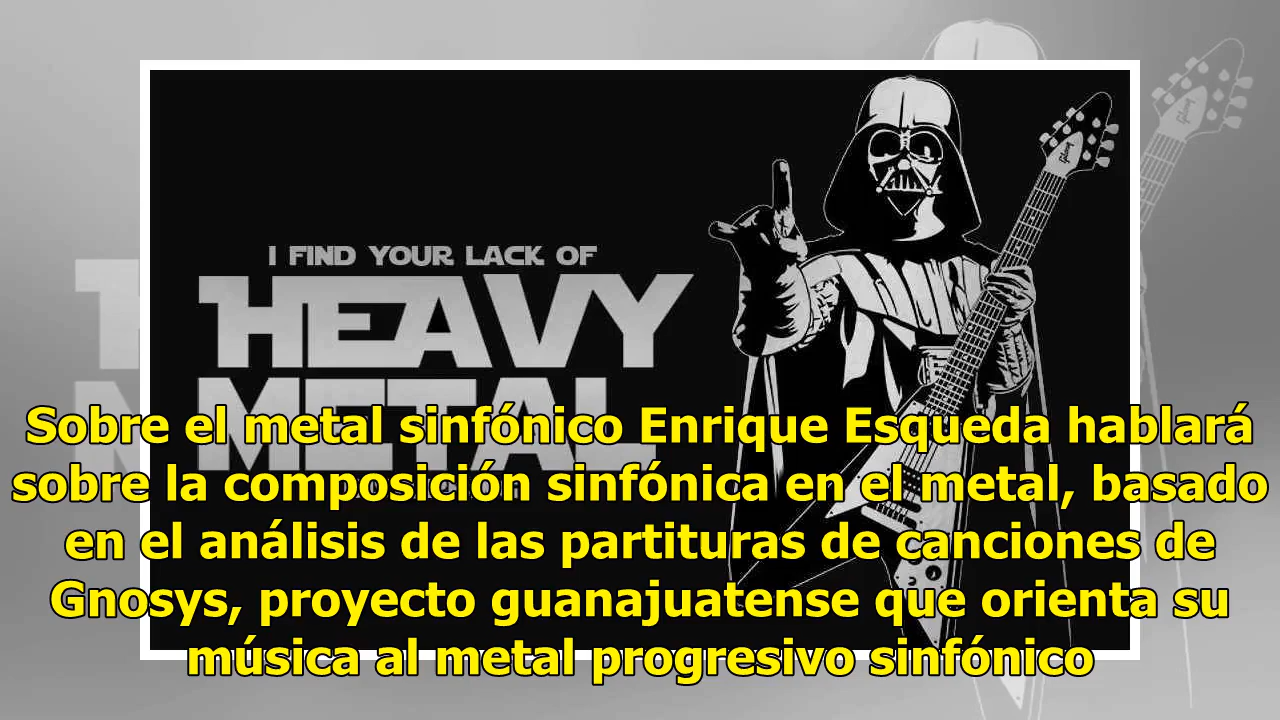 I FIND YOUR LACK OF
HEAVY
METAL
Gibson
Sobre el metal sinfónico Enrique Esqueda hablará
sobre la composición sinfónica en el metal, basado
en el análisis de las partituras de canciones de
Gnosys, proyecto guanajuatense que orienta su
música al metal progresivo sinfónico